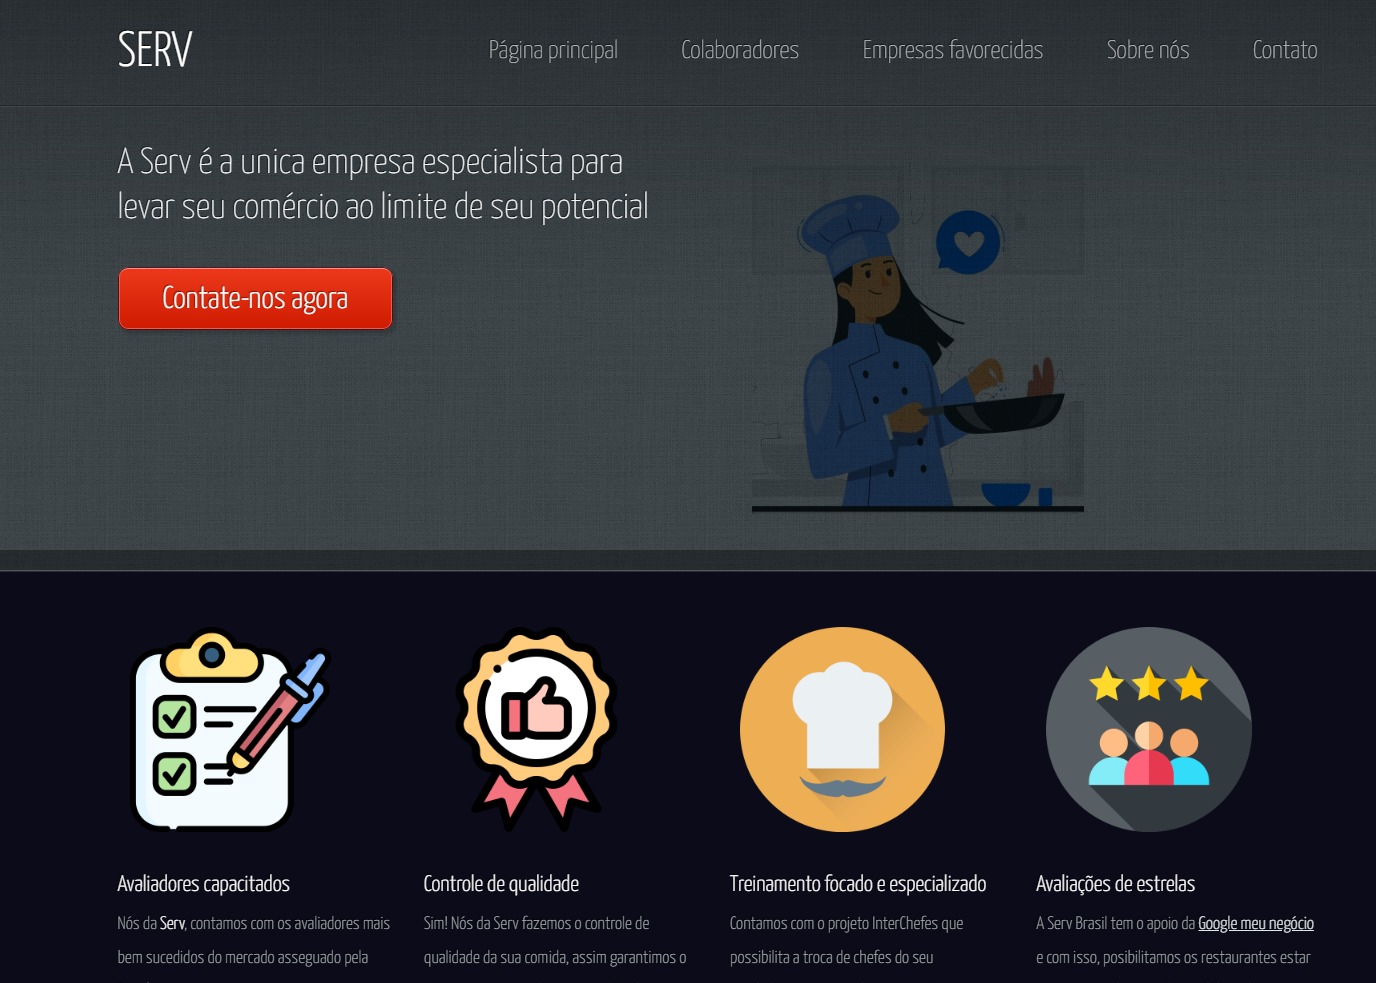 SERV
Página principal
Colaboradores
Empresas favorecidas
Sobre nós
Contato
A Serv é a unica empresa especialista para
levar seu comércio ao limite de seu potencial
Contate-nos agora
Avaliadores capacitados
Nós da Serv, contamos com os avaliadores mais
bem sucedidos do mercado asseguado pela
Controle de qualidade
Sim! Nós da Serv fazemos o controle de
qualidade da sua comida, assim garantimos o
Treinamento focado e especializado
Contamos com o projeto InterChefes que
possibilita a troca de chefes do seu
Avaliações de estrelas
A Serv Brasil tem o apoio da Google meu negócio
e com isso, posibilitamos os restaurantes estar